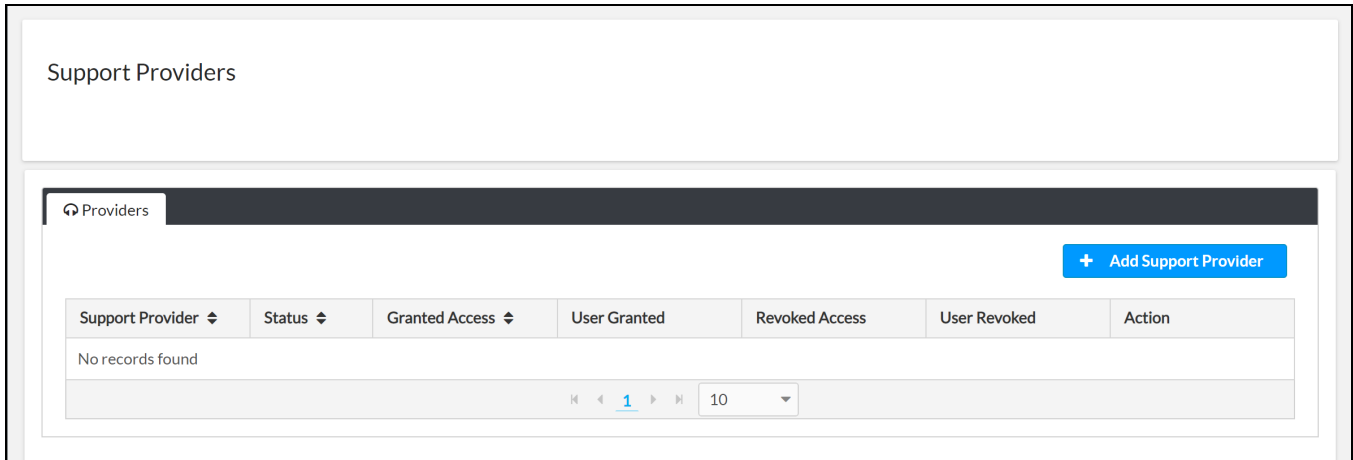 Support Providers
Providers
Add Support Provider
Support Provider Status Granted Access User Granted Revoked Access User Revoked Action
No records found
1 10